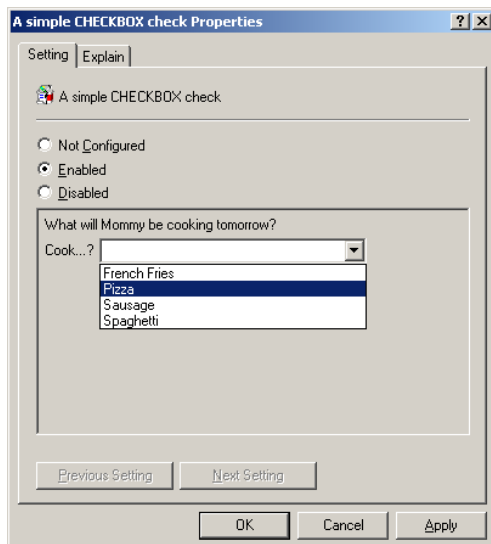 A simple CHECKBOX check Properties
Setting Explain
A simple CHECKBOX check
Not Configured
Enabled
Disabled
What will Mommy be cooking tomorrow?
Cook...?
French Fries
Pizza
Sausage
Spaghetti
Previous Setting Next Setting
OK Cancel Apply